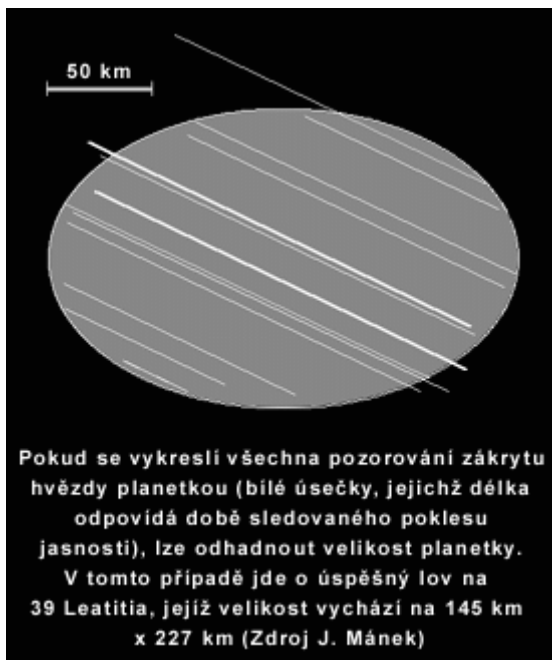 50 km
Pokud se vykreslí všechna pozorování zákrytu
hvězdy planetkou (bílé úsečky, jejichž délka
odpovídá době sledovaného poklesu
jasnosti), lze odhadnout velikost planetky.
V tomto případě jde o úspěšný lov na
39 Leatitia, jejíž velikost vychází na 145 km
x 227 km (Zdroj J. Mánek)